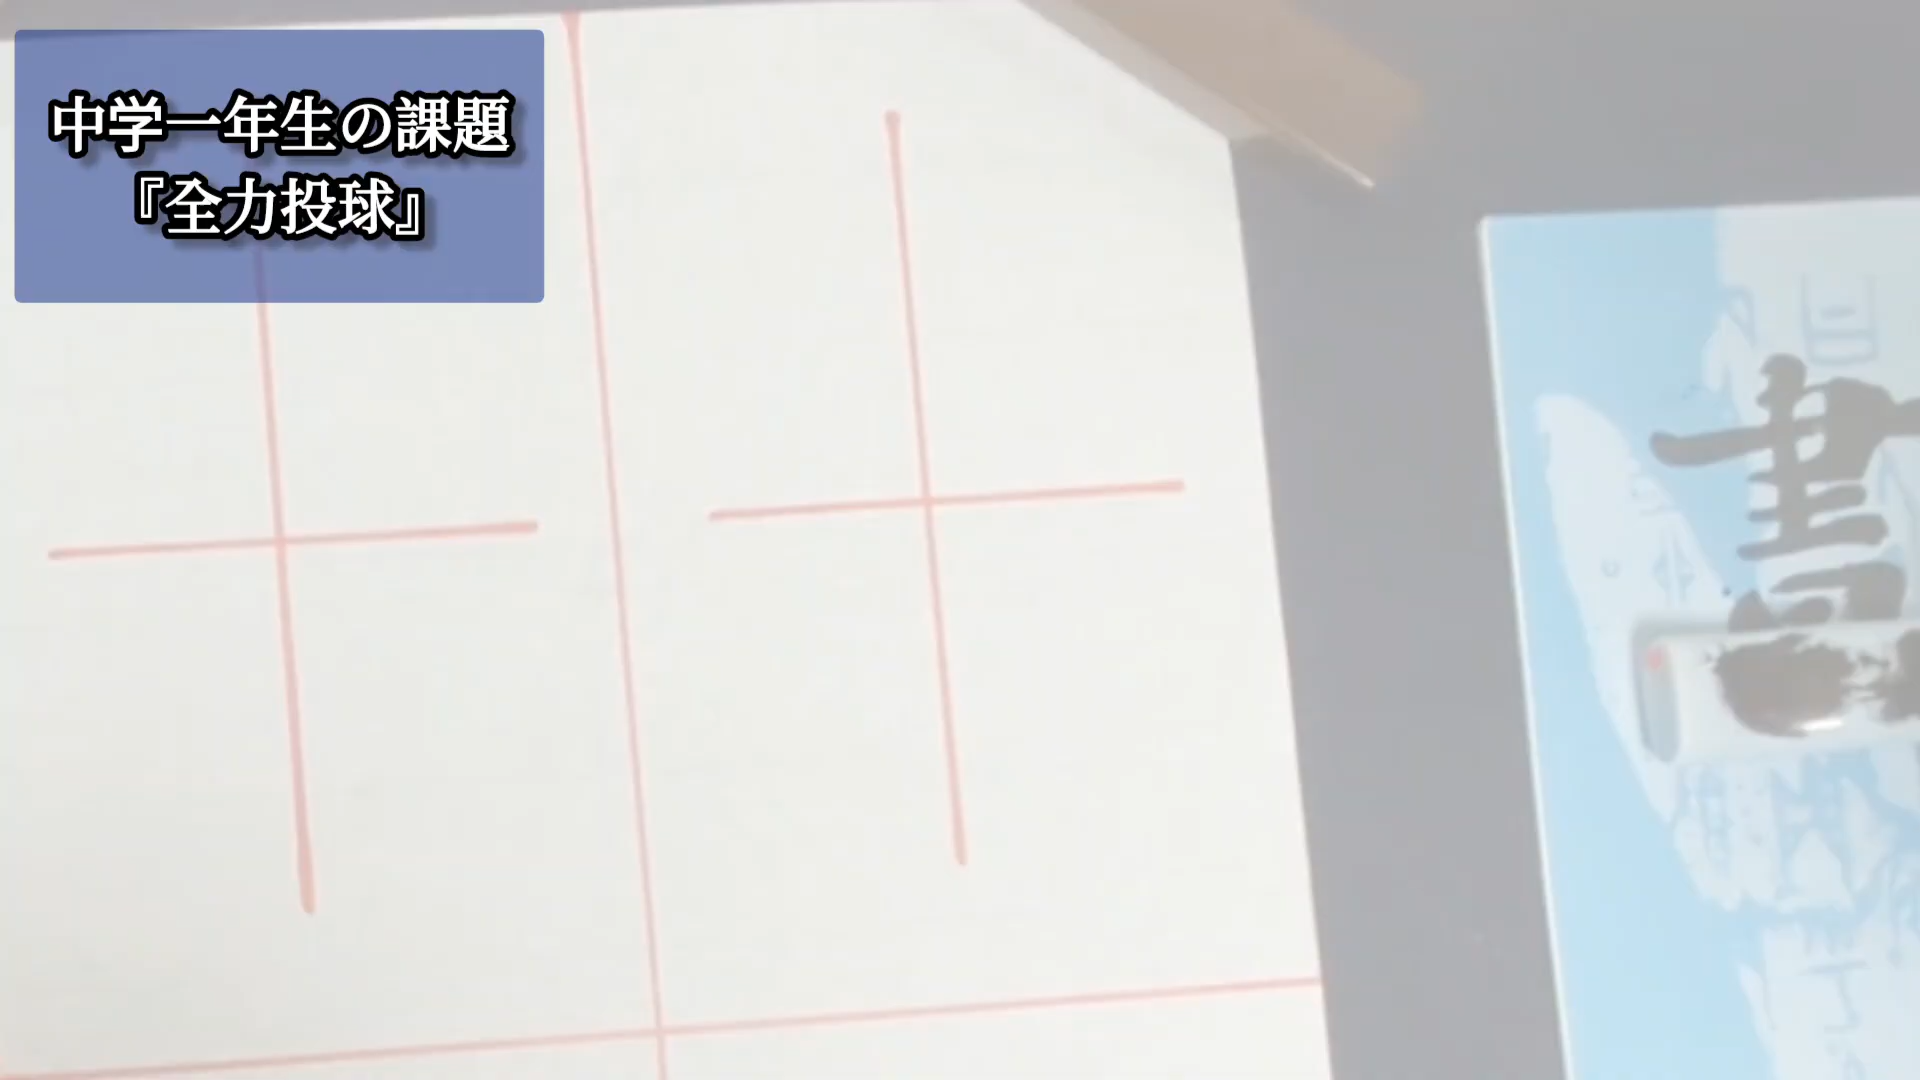 中学一年生の課題
『全力投球』
書